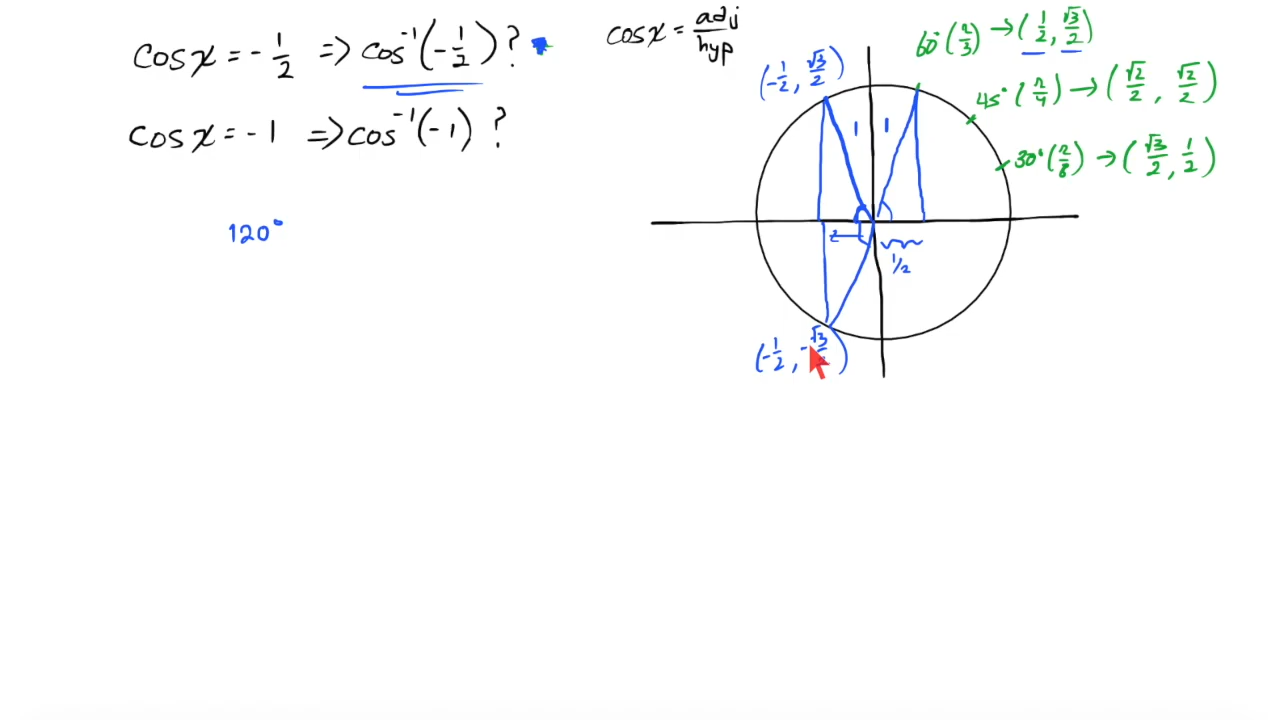 cos x = -1/2 => cos⁻¹(-1/2) ?
cos x = -1 => cos⁻¹(-1) ?
120°
cos x = adj/hyp
60° (π/3) → (1/2, √3/2)
45° (π/4) → (√2/2, √2/2)
30° (π/6) → (√3/2, 1/2)
(-1/2, √3/2)
1 1
1/2
(-1/2, -√3/